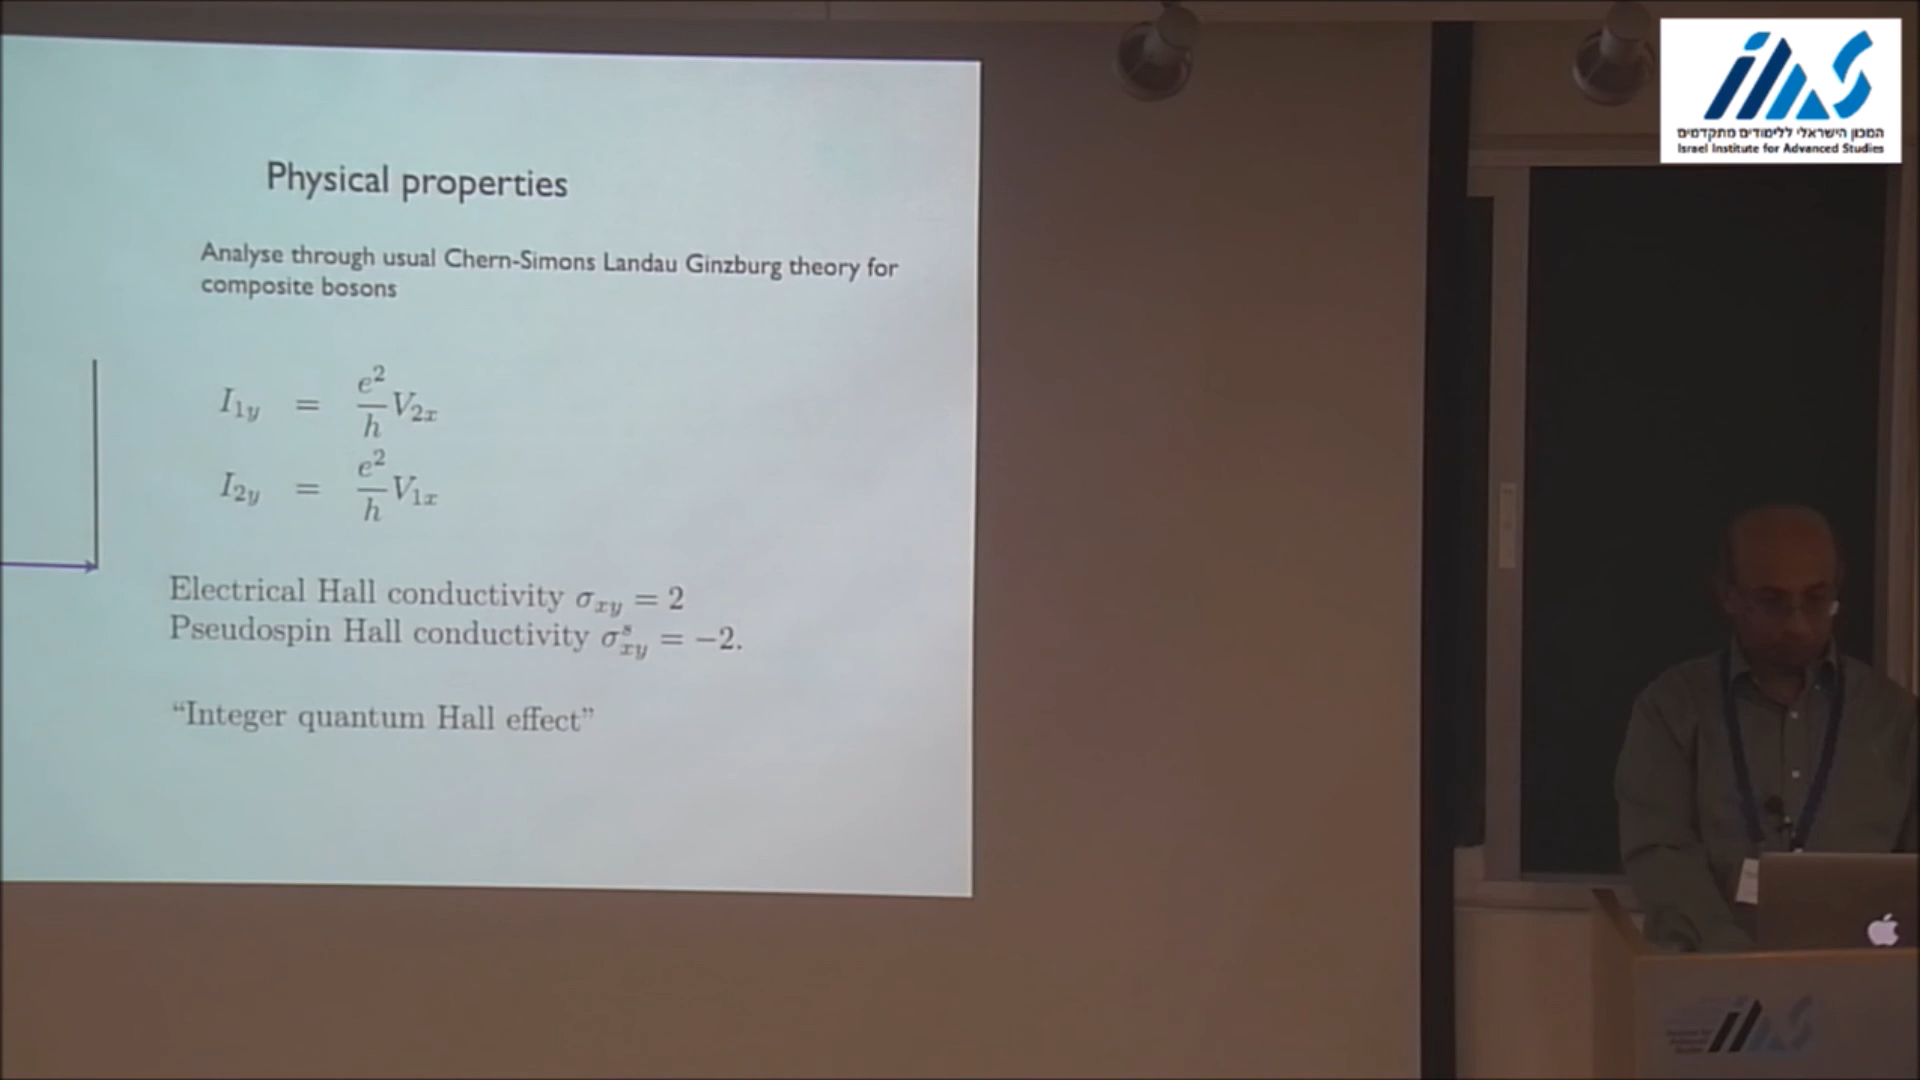 Physical properties
Analyse through usual Chern-Simons Landau Ginzburg theory for
composite bosons
I_{1y} = \frac{e^2}{h} V_{2x}
I_{2y} = \frac{e^2}{h} V_{1x}
Electrical Hall conductivity σ_{xy} = 2
Pseudospin Hall conductivity σ^s_{xy} = −2.
“Integer quantum Hall effect”
המכון הישראלי ללימודים מתקדמים
Israel Institute for Advanced Studies